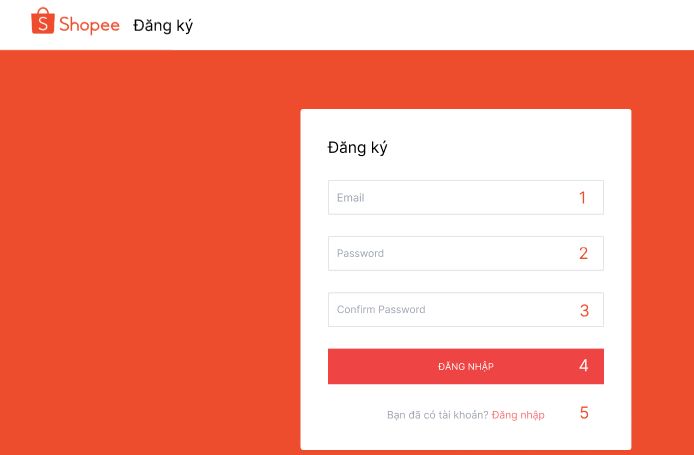 Shopee Đăng ký
Đăng ký
Email 1
Password 2
Confirm Password 3
ĐĂNG NHẬP 4
Bạn đã có tài khoản? Đăng nhập 5